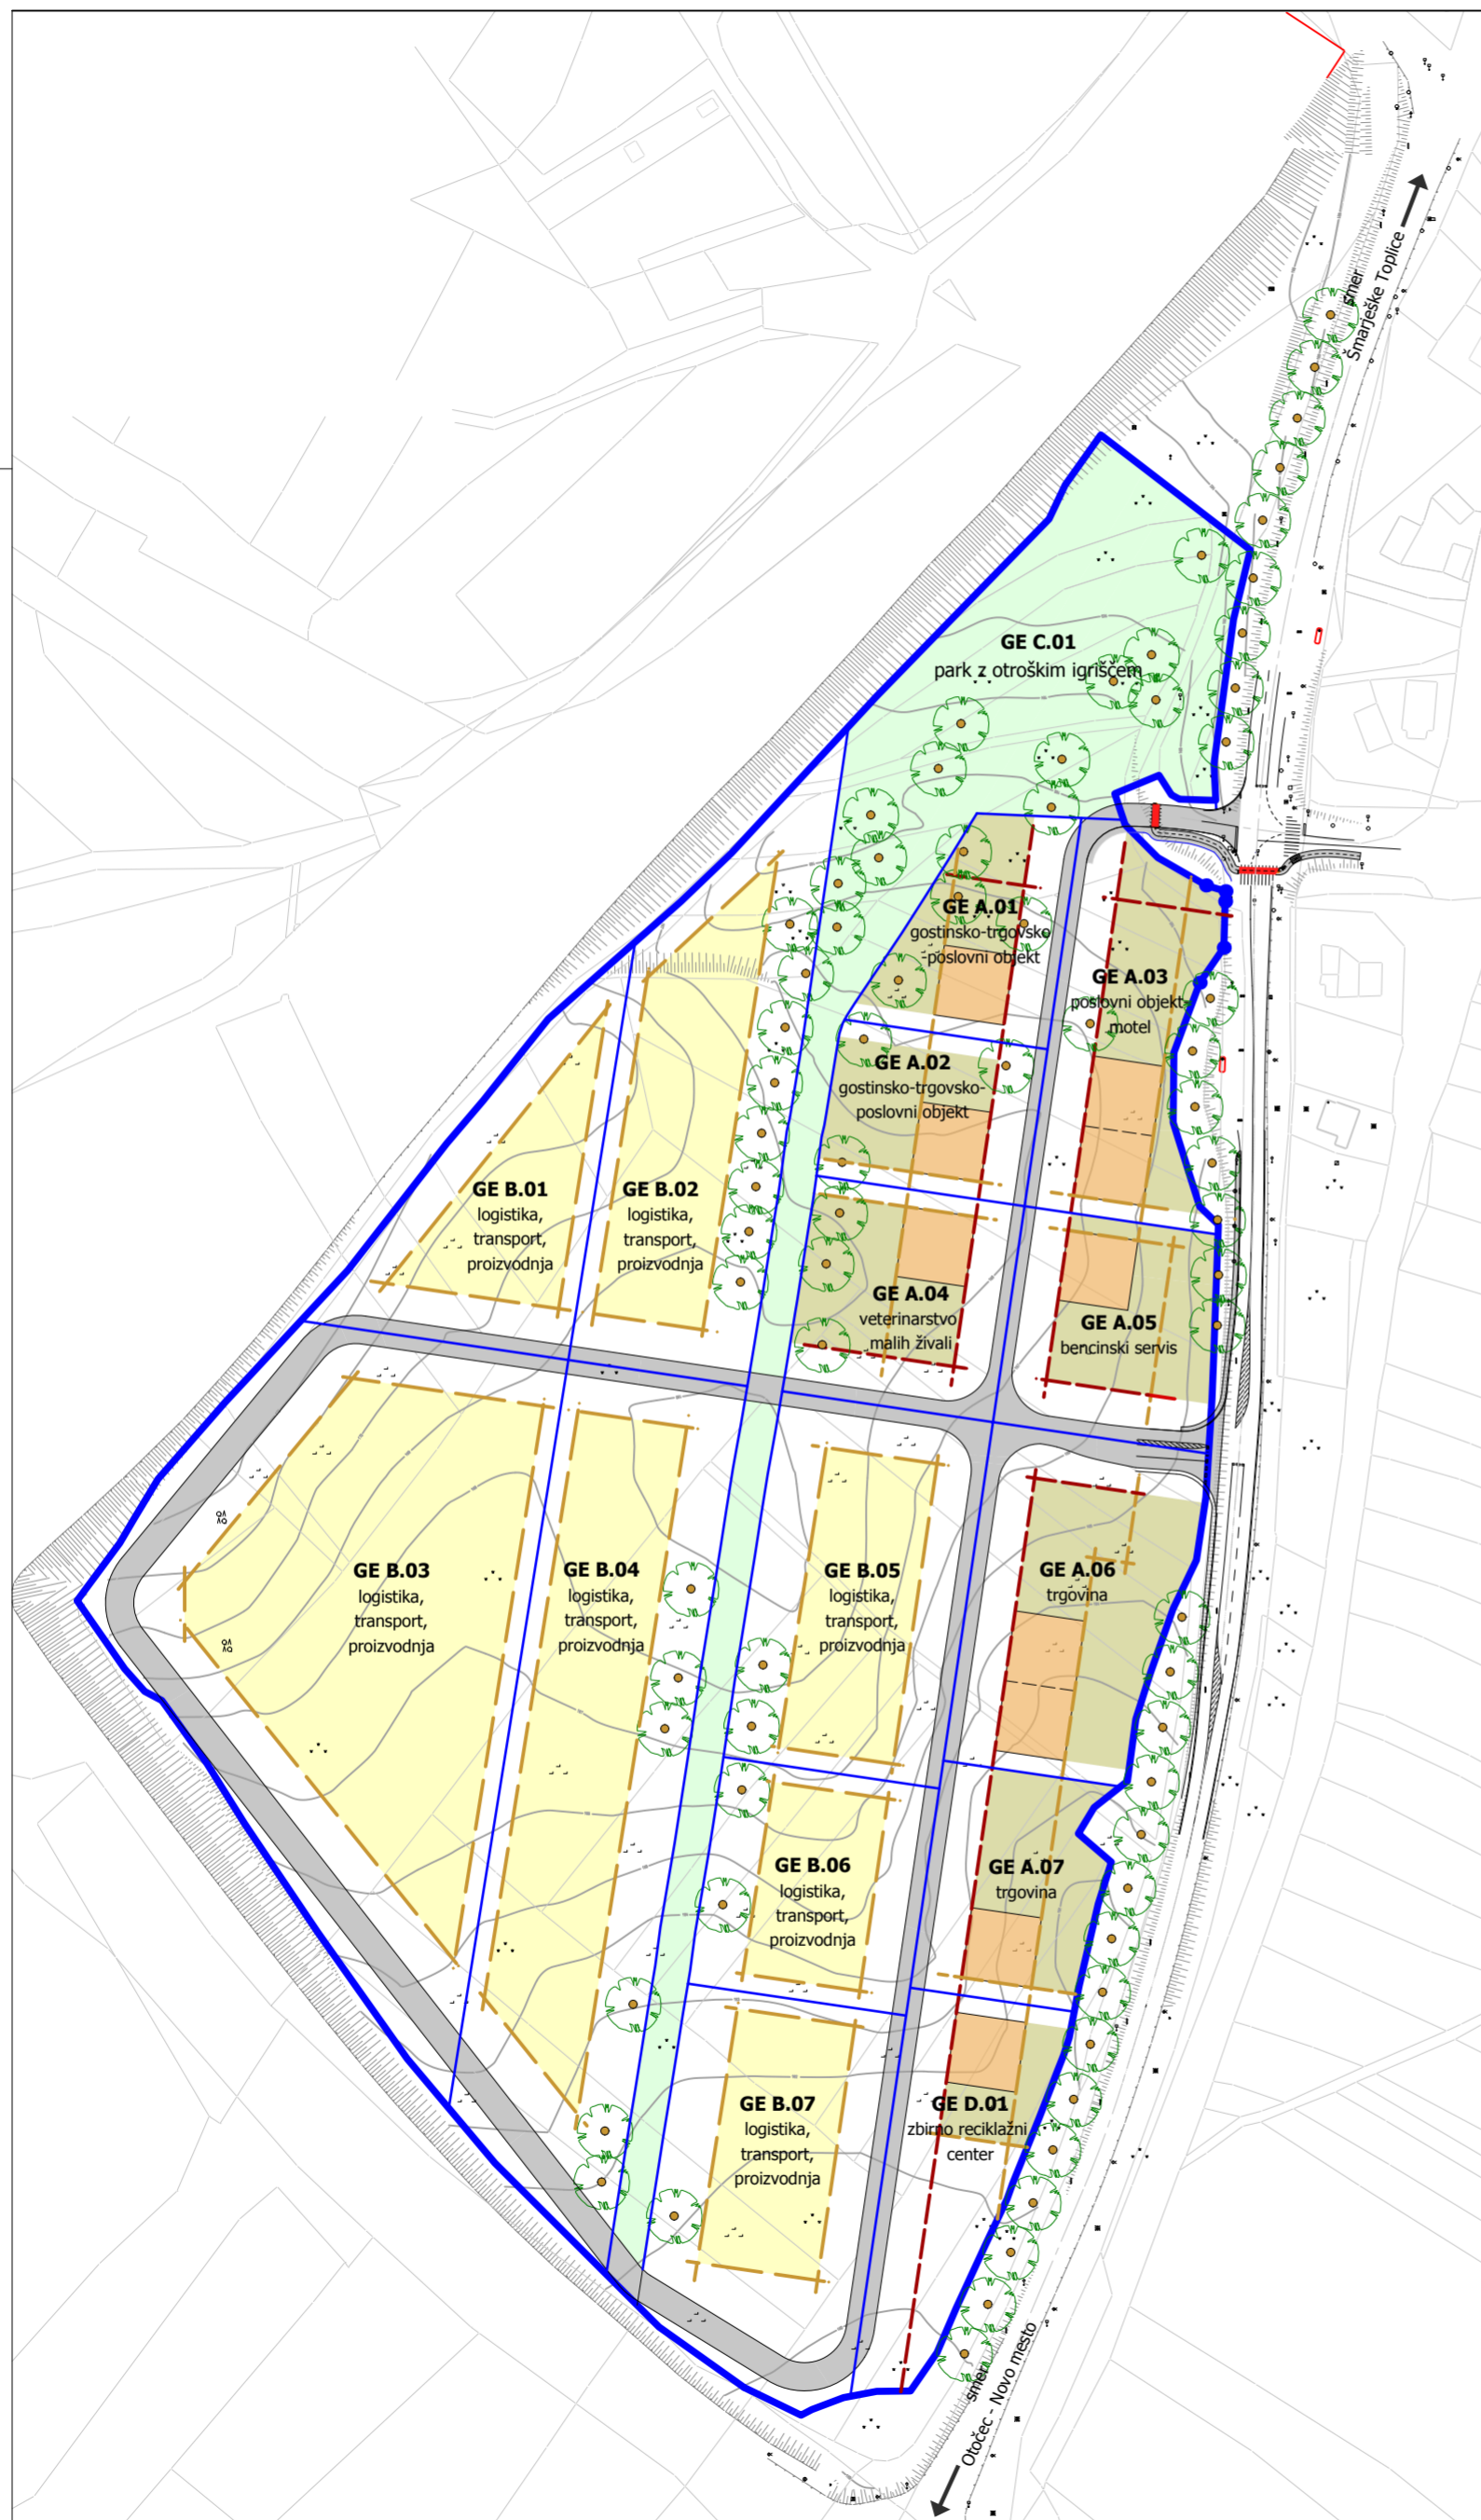 smer
Šmarješke Toplice
GE C.01
park z otroškim igriščem
GE A.01
gostinsko-trgovsko
-poslovni objekt
GE A.03
poslovni objekt-
motel
GE A.02
gostinsko-trgovsko-
poslovni objekt
GE B.01
logistika,
transport,
proizvodnja
GE B.02
logistika,
transport,
proizvodnja
GE A.04
veterinarstvo
malih živali
GE A.05
bencinski servis
GE B.03
logistika,
transport,
proizvodnja
GE B.04
logistika,
transport,
proizvodnja
GE B.05
logistika,
transport,
proizvodnja
GE A.06
trgovina
GE B.06
logistika,
transport,
proizvodnja
GE A.07
trgovina
GE B.07
logistika,
transport,
proizvodnja
GE D.01
zbirno reciklažni
center
smer
Otočec - Novo mesto